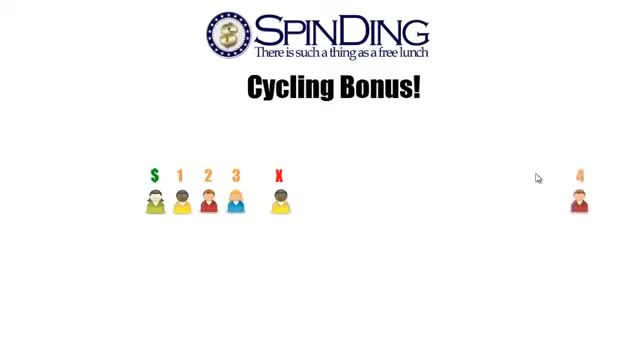 SPINDING
There is such a thing as a free lunch
Cycling Bonus!
$ 1 2 3 X 4